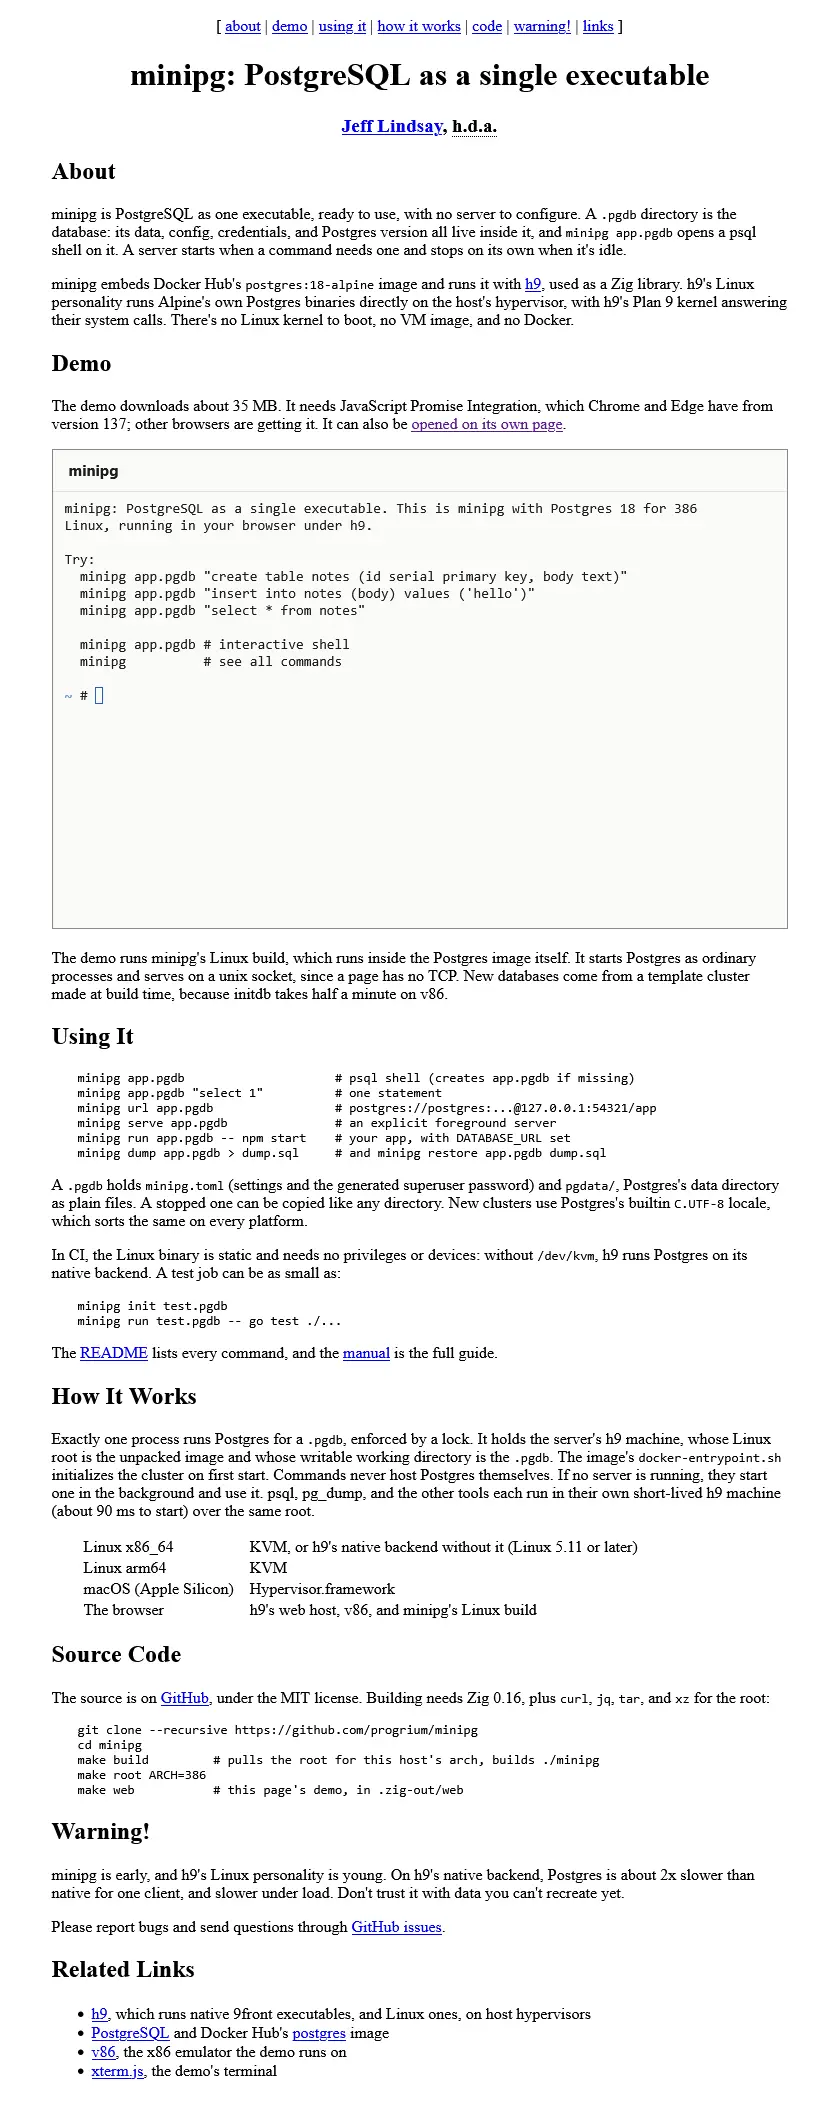 [ about | demo | using it | how it works | code | warning! | links ]
minipg: PostgreSQL as a single executable
Jeff Lindsay, h.d.a.
About
minipg is PostgreSQL as one executable, ready to use, with no server to configure. A .pgdb directory is the
database: its data, config, credentials, and Postgres version all live inside it, and minipg app.pgdb opens a psql
shell on it. A server starts when a command needs one and stops on its own when it's idle.
minipg embeds Docker Hub's postgres:18-alpine image and runs it with h9, used as a Zig library. h9's Linux
personality runs Alpine's own Postgres binaries directly on the host's hypervisor, with h9's Plan 9 kernel answering
their system calls. There's no Linux kernel to boot, no VM image, and no Docker.
Demo
The demo downloads about 35 MB. It needs JavaScript Promise Integration, which Chrome and Edge have from
version 137; other browsers are getting it. It can also be opened on its own page.
minipg
minipg: PostgreSQL as a single executable. This is minipg with Postgres 18 for 386
Linux, running in your browser under h9.
Try:
  minipg app.pgdb "create table notes (id serial primary key, body text)"
  minipg app.pgdb "insert into notes (body) values ('hello')"
  minipg app.pgdb "select * from notes"
  minipg app.pgdb # interactive shell
  minipg          # see all commands
~ #
The demo runs minipg's Linux build, which runs inside the Postgres image itself. It starts Postgres as ordinary
processes and serves on a unix socket, since a page has no TCP. New databases come from a template cluster
made at build time, because initdb takes half a minute on v86.
Using It
minipg app.pgdb                     # psql shell (creates app.pgdb if missing)
minipg app.pgdb "select 1"          # one statement
minipg url app.pgdb                 # postgres://postgres:...@127.0.0.1:54321/app
minipg serve app.pgdb               # an explicit foreground server
minipg run app.pgdb -- npm start    # your app, with DATABASE_URL set
minipg dump app.pgdb > dump.sql     # and minipg restore app.pgdb dump.sql
A .pgdb holds minipg.toml (settings and the generated superuser password) and pgdata/, Postgres's data directory
as plain files. A stopped one can be copied like any directory. New clusters use Postgres's builtin C.UTF-8 locale,
which sorts the same on every platform.
In CI, the Linux binary is static and needs no privileges or devices: without /dev/kvm, h9 runs Postgres on its
native backend. A test job can be as small as:
minipg init test.pgdb
minipg run test.pgdb -- go test ./...
The README lists every command, and the manual is the full guide.
How It Works
Exactly one process runs Postgres for a .pgdb, enforced by a lock. It holds the server's h9 machine, whose Linux
root is the unpacked image and whose writable working directory is the .pgdb. The image's docker-entrypoint.sh
initializes the cluster on first start. Commands never host Postgres themselves. If no server is running, they start
one in the background and use it. psql, pg_dump, and the other tools each run in their own short-lived h9 machine
(about 90 ms to start) over the same root.
Linux x86_64 KVM, or h9's native backend without it (Linux 5.11 or later)
Linux arm64 KVM
macOS (Apple Silicon) Hypervisor.framework
The browser h9's web host, v86, and minipg's Linux build
Source Code
The source is on GitHub, under the MIT license. Building needs Zig 0.16, plus curl, jq, tar, and xz for the root:
git clone --recursive https://github.com/progrium/minipg
cd minipg
make build         # pulls the root for this host's arch, builds ./minipg
make root ARCH=386
make web           # this page's demo, in .zig-out/web
Warning!
minipg is early, and h9's Linux personality is young. On h9's native backend, Postgres is about 2x slower than
native for one client, and slower under load. Don't trust it with data you can't recreate yet.
Please report bugs and send questions through GitHub issues.
Related Links
• h9, which runs native 9front executables, and Linux ones, on host hypervisors
• PostgreSQL and Docker Hub's postgres image
• v86, the x86 emulator the demo runs on
• xterm.js, the demo's terminal